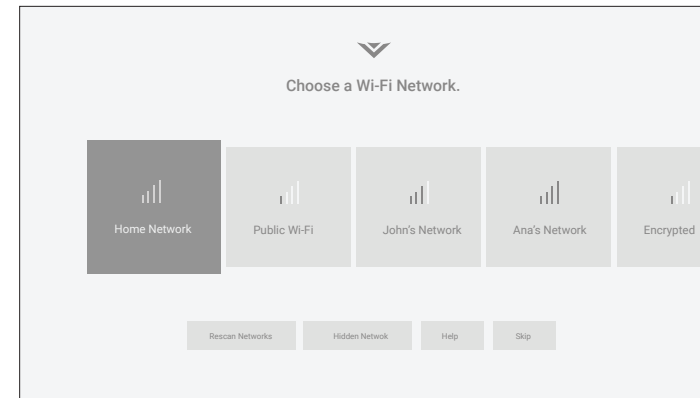 Choose a Wi-Fi Network.
Home Network
Public Wi-Fi
John's Network
Ana's Network
Encrypted
Rescan Networks
Hidden Netwok
Help
Skip